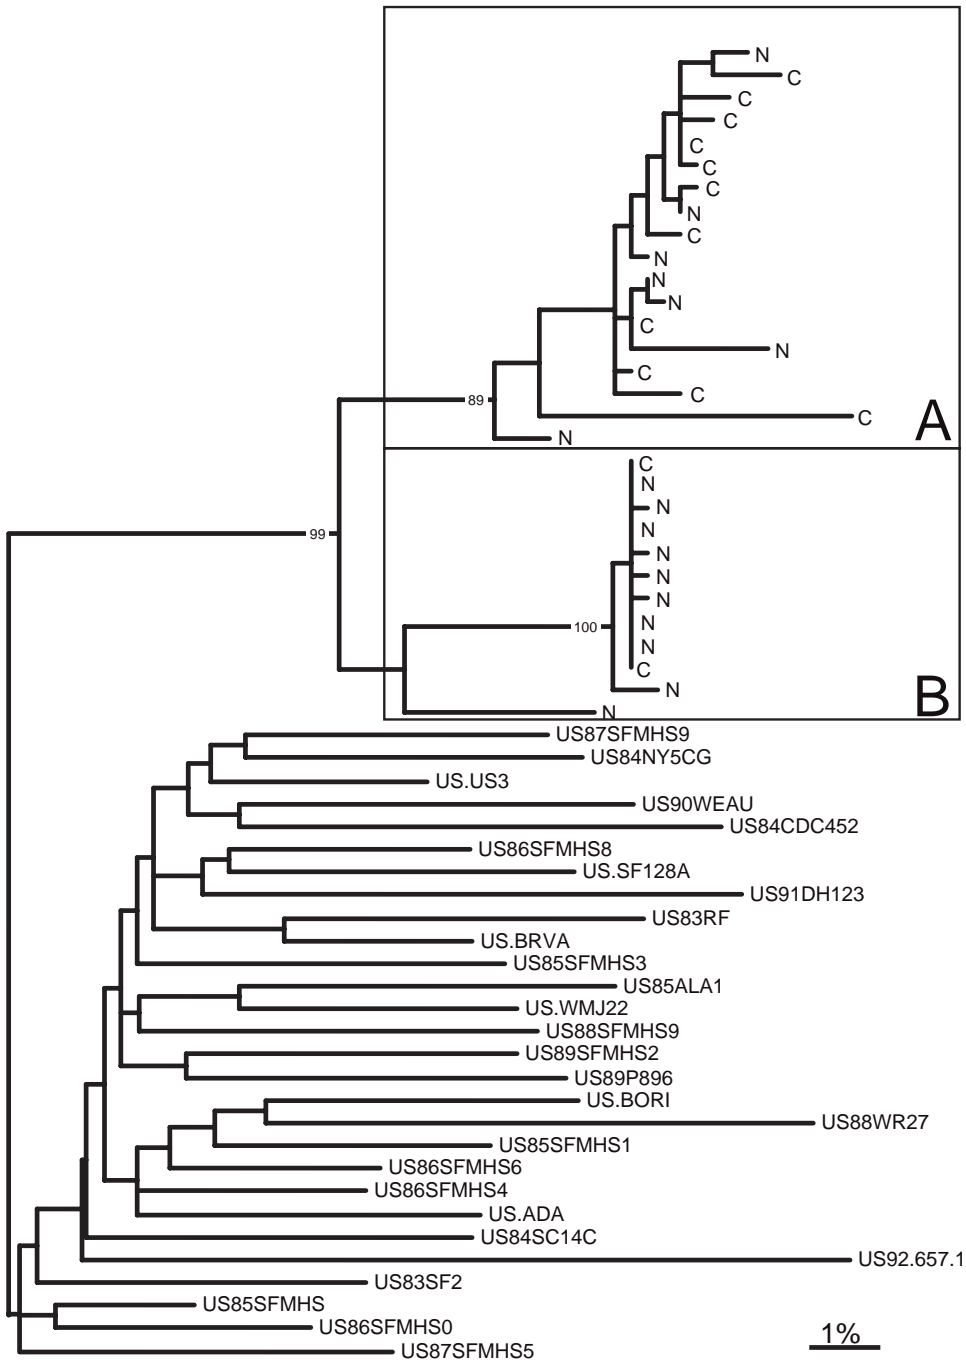 N
C
C
C
C
C
C
N
C
N
N
N
C
N
C
C
89
C
A
N
C
N
N
N
99
N
N
N
100
N
N
C
N
B
N
US87SFMHS9
US84NY5CG
US.US3
US90WEAU
US84CDC452
US86SFMHS8
US.SF128A
US91DH123
US83RF
US.BRVA
US85SFMHS3
US85ALA1
US.WMJ22
US88SFMHS9
US89SFMHS2
US89P896
US.BORI
US88WR27
US85SFMHS1
US86SFMHS6
US86SFMHS4
US.ADA
US84SC14C
US92.657.1
US83SF2
US85SFMHS
US86SFMHS0
1%
US87SFMHS5